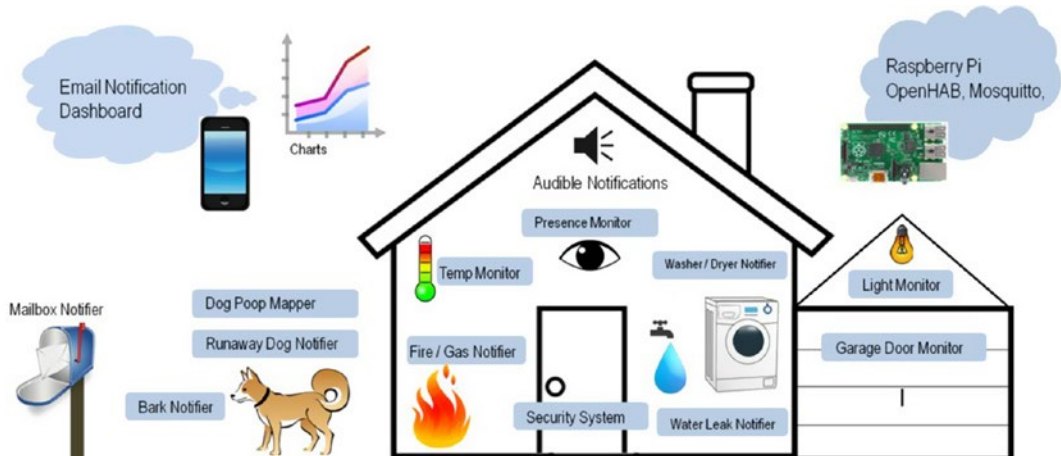 Email Notification
Dashboard
Charts
Raspberry Pi
OpenHAB, Mosquitto,
Audible Notifications
Presence Monitor
Temp Monitor
Washer / Dryer Notifier
Light Monitor
Mailbox Notifier
Dog Poop Mapper
Runaway Dog Notifier
Fire / Gas Notifier
Garage Door Monitor
Bark Notifier
Security System
Water Leak Notifier